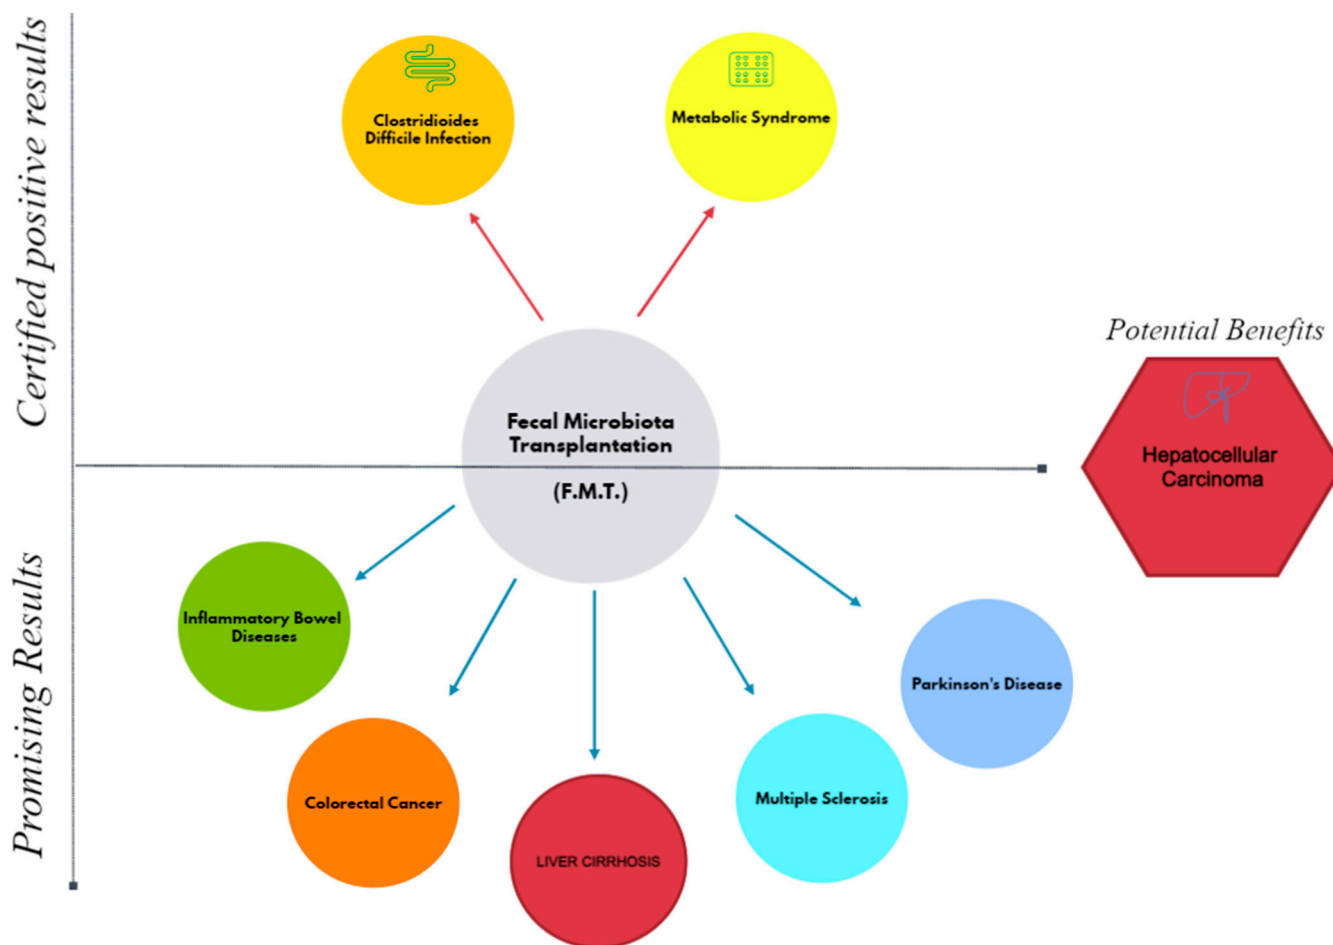 Certified positive results
Clostridioides
Difficile Infection
Metabolic Syndrome
Potential Benefits
Hepatocellular
Carcinoma
Fecal Microbiota
Transplantation
(F.M.T.)
Promising Results
Inflammatory Bowel
Diseases
Colorectal Cancer
LIVER CIRRHOSIS
Multiple Sclerosis
Parkinson's Disease